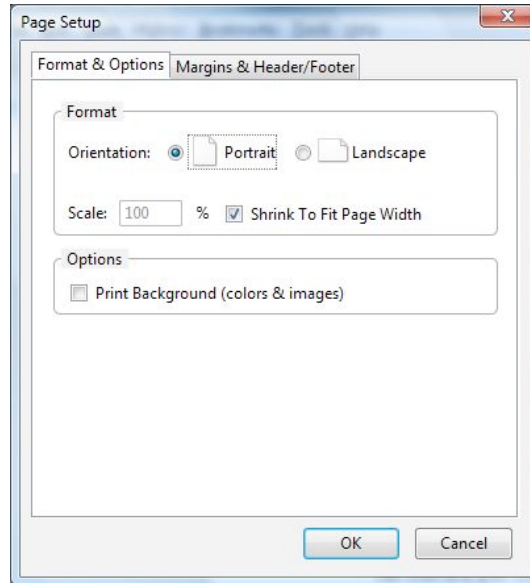 Page Setup
Format & Options Margins & Header/Footer
Format
Orientation: Portrait Landscape
Scale: 100 % Shrink To Fit Page Width
Options
Print Background (colors & images)
OK Cancel